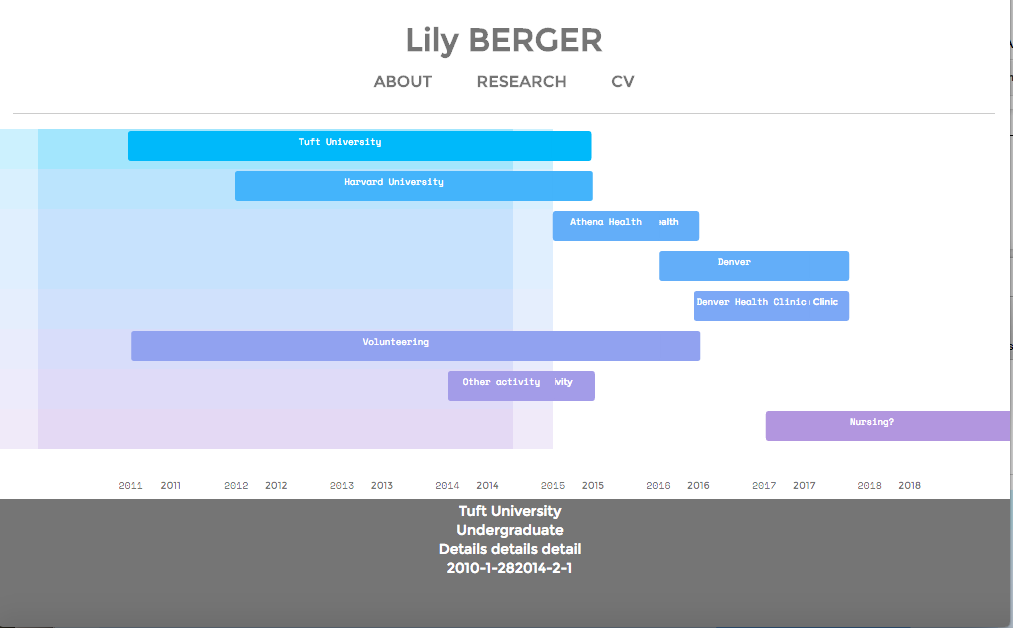 Lily BERGER
ABOUT RESEARCH CV
Tuft University
Harvard University
Athena Health ealth
Denver
Denver Health Clinic Clinic
Volunteering
Other activity ivity
Nursing?
2011 2011 2012 2012 2013 2013 2014 2014 2015 2015 2016 2016 2017 2017 2018 2018
Tuft University
Undergraduate
Details details detail
2010-1-282014-2-1